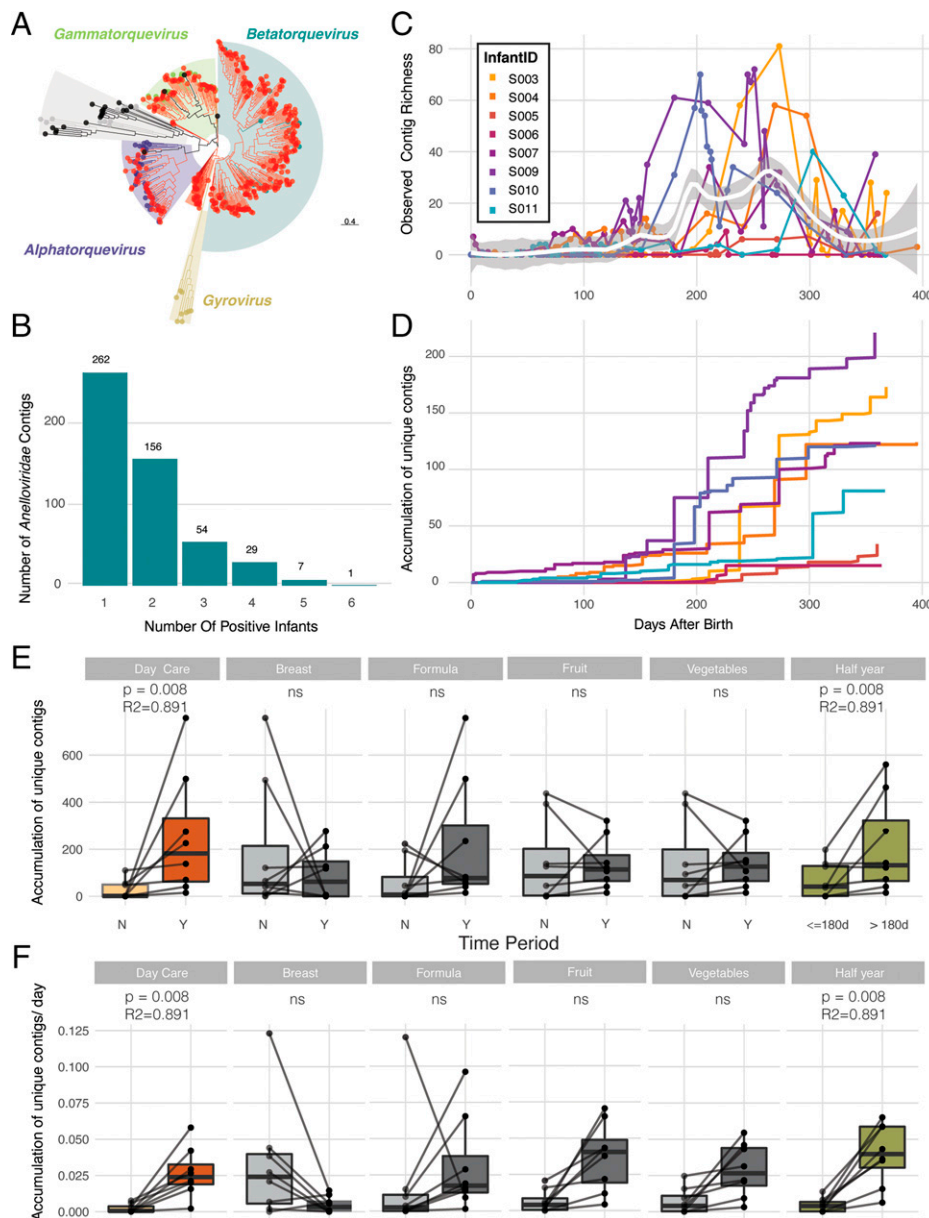 A
Gammatorquevirus
Betatorquevirus
Alphatorquevirus
Gyrovirus
0.4
B
Number of Anelloviridae Contigs
200
100
0
262
156
54
29
7
1
1 2 3 4 5 6
Number Of Positive Infants
C
Observed Contig Richness
80
60
40
20
0
InfantID
S003
S004
S005
S006
S007
S009
S010
S011
0 100 200 300 400
D
Accumulation of unique contigs
200
150
100
50
0
0 100 200 300 400
Days After Birth
E
Day Care Breast Formula Fruit Vegetables Half year
p = 0.008 ns ns ns ns p = 0.008
R2=0.891 R2=0.891
Accumulation of unique contigs
600
400
200
0
N Y N Y N Y N Y N Y <=180d > 180d
Time Period
F
Day Care Breast Formula Fruit Vegetables Half year
p = 0.008 ns ns ns ns p = 0.008
R2=0.891 R2=0.891
Accumulation of unique contigs/ day
0.125
0.100
0.075
0.050
0.025
0.000